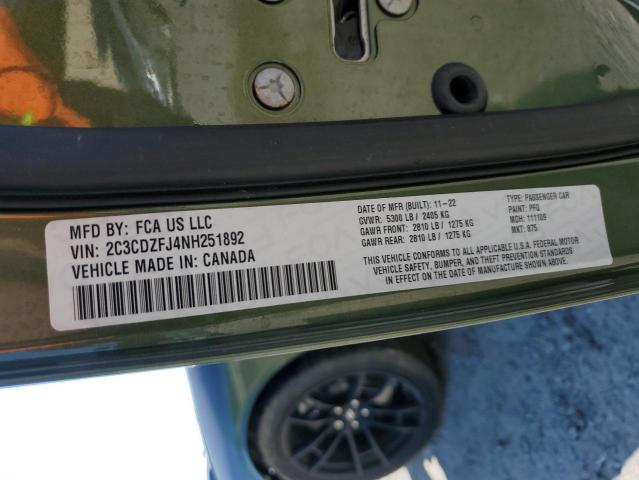 MFD BY: FCA US LLC
VIN: 2C3CDZFJ4NH251892
VEHICLE MADE IN: CANADA
DATE OF MFR (BUILT): 11-22
GVWR: 5300 LB / 2405 KG
GAWR FRONT: 2810 LB / 1275 KG
GAWR REAR: 2810 LB / 1275 KG
TYPE: PASSENGER CAR
PAINT: PFQ
MDH: 111109
MKT: 875
THIS VEHICLE CONFORMS TO ALL APPLICABLE U.S.A. FEDERAL MOTOR
VEHICLE SAFETY, BUMPER, AND THEFT PREVENTION STANDARDS IN
EFFECT ON THE DATE OF MANUFACTURE SHOWN ABOVE.